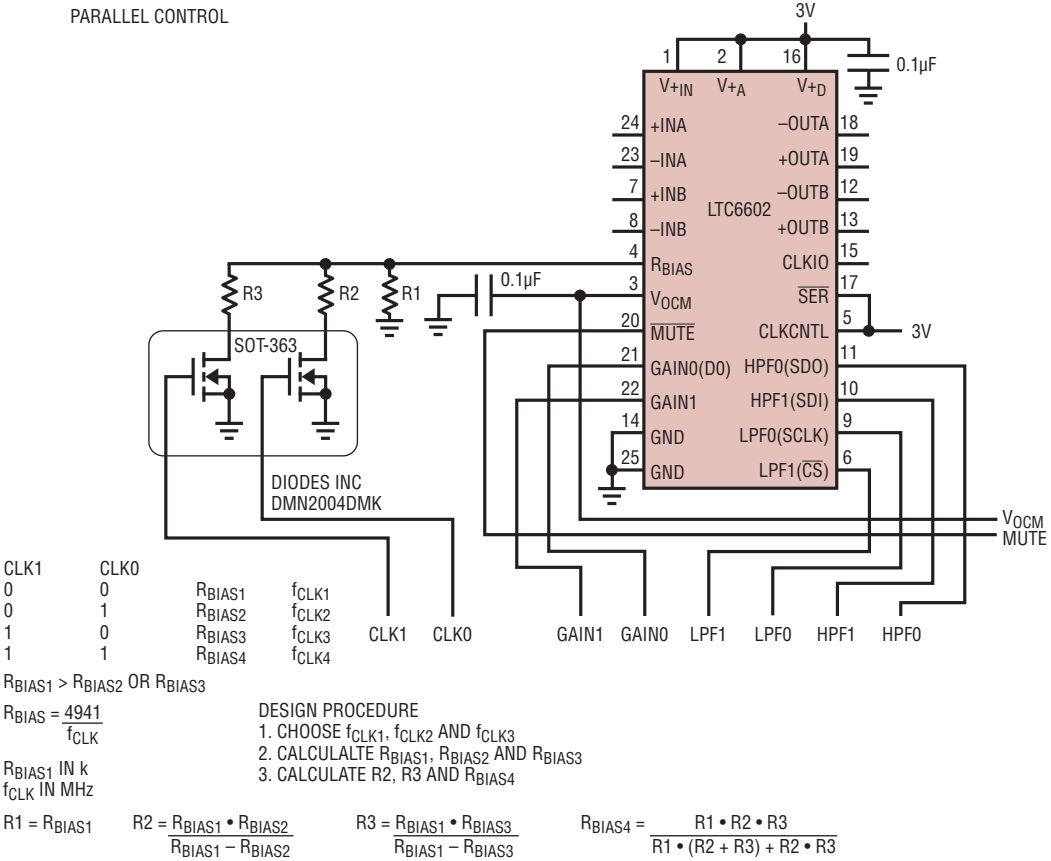 PARALLEL CONTROL
3V
0.1µF
1 2 16
V+IN V+A V+D
24 +INA –OUTA 18
23 –INA +OUTA 19
7 +INB –OUTB 12
LTC6602
8 –INB +OUTB 13
4 RBIAS CLKIO 15
3 VOCM SER 17
20 MUTE CLKCNTL 5
3V
21 GAIN0(D0) HPF0(SDO) 11
22 GAIN1 HPF1(SDI) 10
14 GND LPF0(SCLK) 9
25 GND LPF1(CS) 6
R3 R2 R1
0.1µF
SOT-363
DIODES INC
DMN2004DMK
VOCM
MUTE
CLK1 CLK0 GAIN1 GAIN0 LPF1 LPF0 HPF1 HPF0
CLK1 CLK0
0 0 RBIAS1 fCLK1
0 1 RBIAS2 fCLK2
1 0 RBIAS3 fCLK3
1 1 RBIAS4 fCLK4
RBIAS1 > RBIAS2 OR RBIAS3
RBIAS = 4941
fCLK
RBIAS1 IN k
fCLK IN MHz
DESIGN PROCEDURE
1. CHOOSE fCLK1, fCLK2 AND fCLK3
2. CALCULALTE RBIAS1, RBIAS2 AND RBIAS3
3. CALCULATE R2, R3 AND RBIAS4
R1 = RBIAS1
R2 = RBIAS1 • RBIAS2
RBIAS1 – RBIAS2
R3 = RBIAS1 • RBIAS3
RBIAS1 – RBIAS3
RBIAS4 = R1 • R2 • R3
R1 • (R2 + R3) + R2 • R3